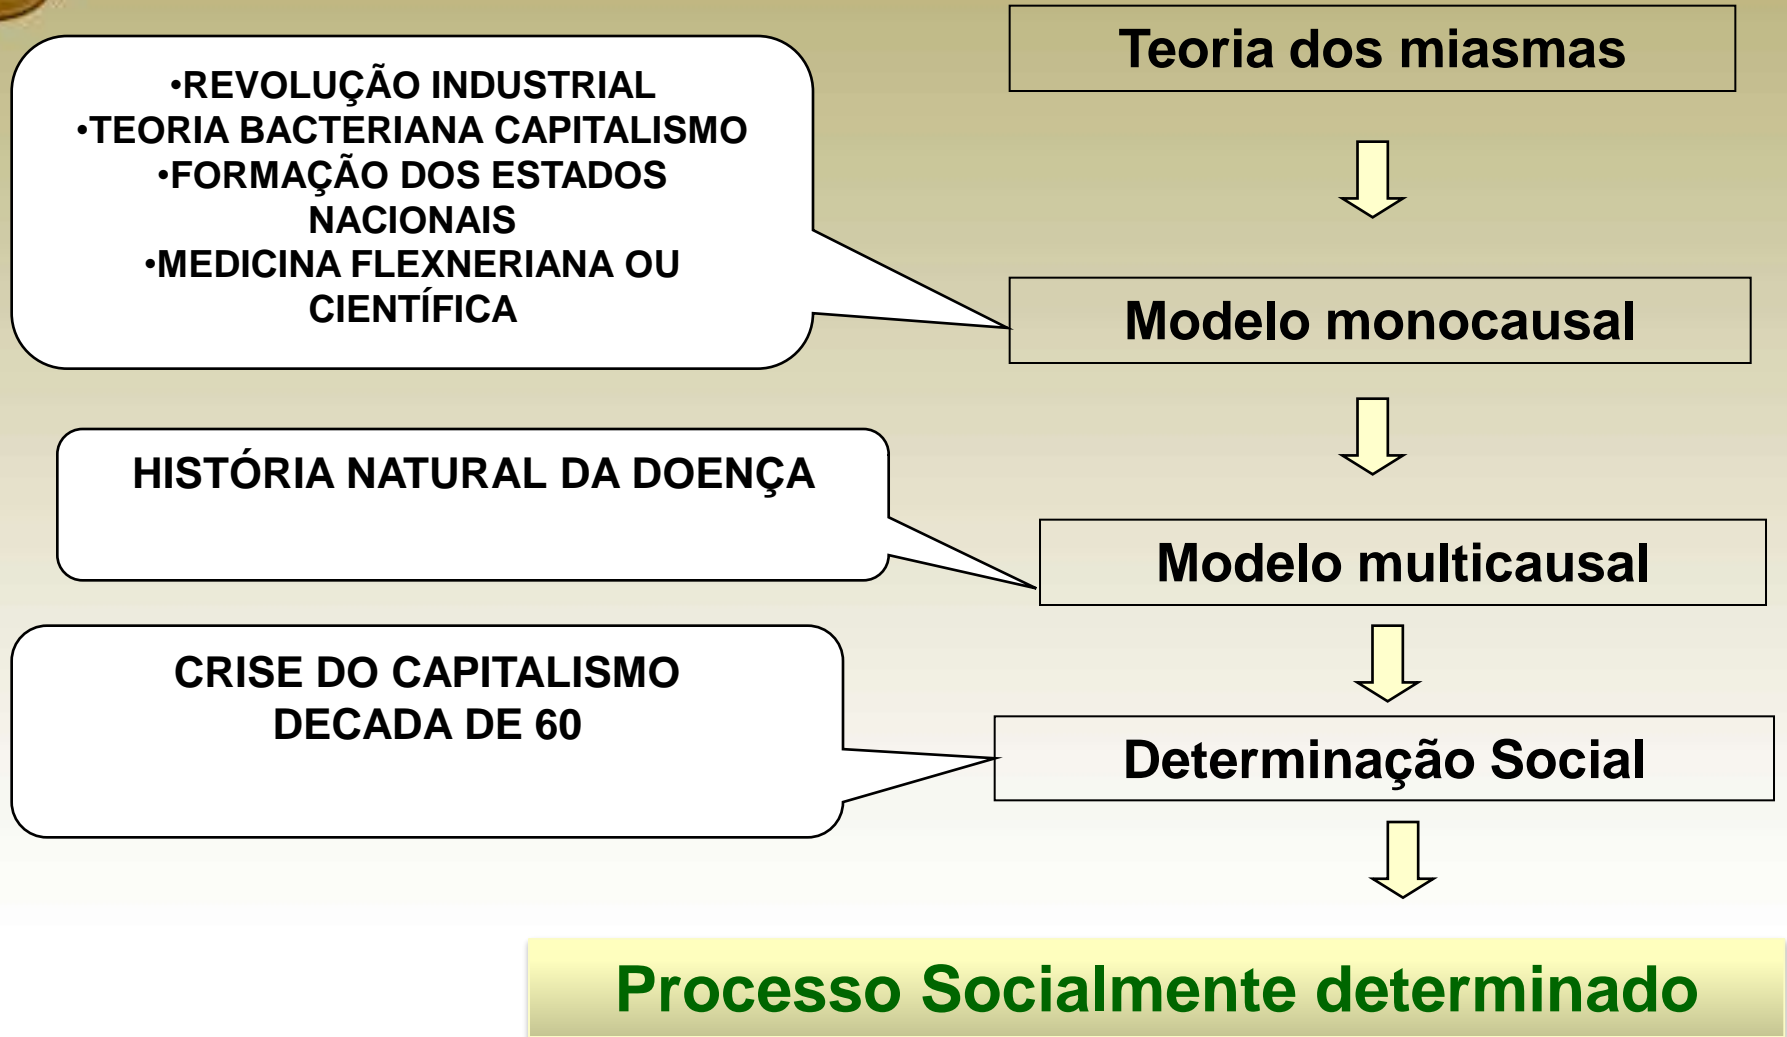 Teoria dos miasmas
•REVOLUÇÃO INDUSTRIAL
•TEORIA BACTERIANA CAPITALISMO
•FORMAÇÃO DOS ESTADOS
NACIONAIS
•MEDICINA FLEXNERIANA OU
CIENTÍFICA
Modelo monocausal
HISTÓRIA NATURAL DA DOENÇA
Modelo multicausal
CRISE DO CAPITALISMO
DECADA DE 60
Determinação Social
Processo Socialmente determinado